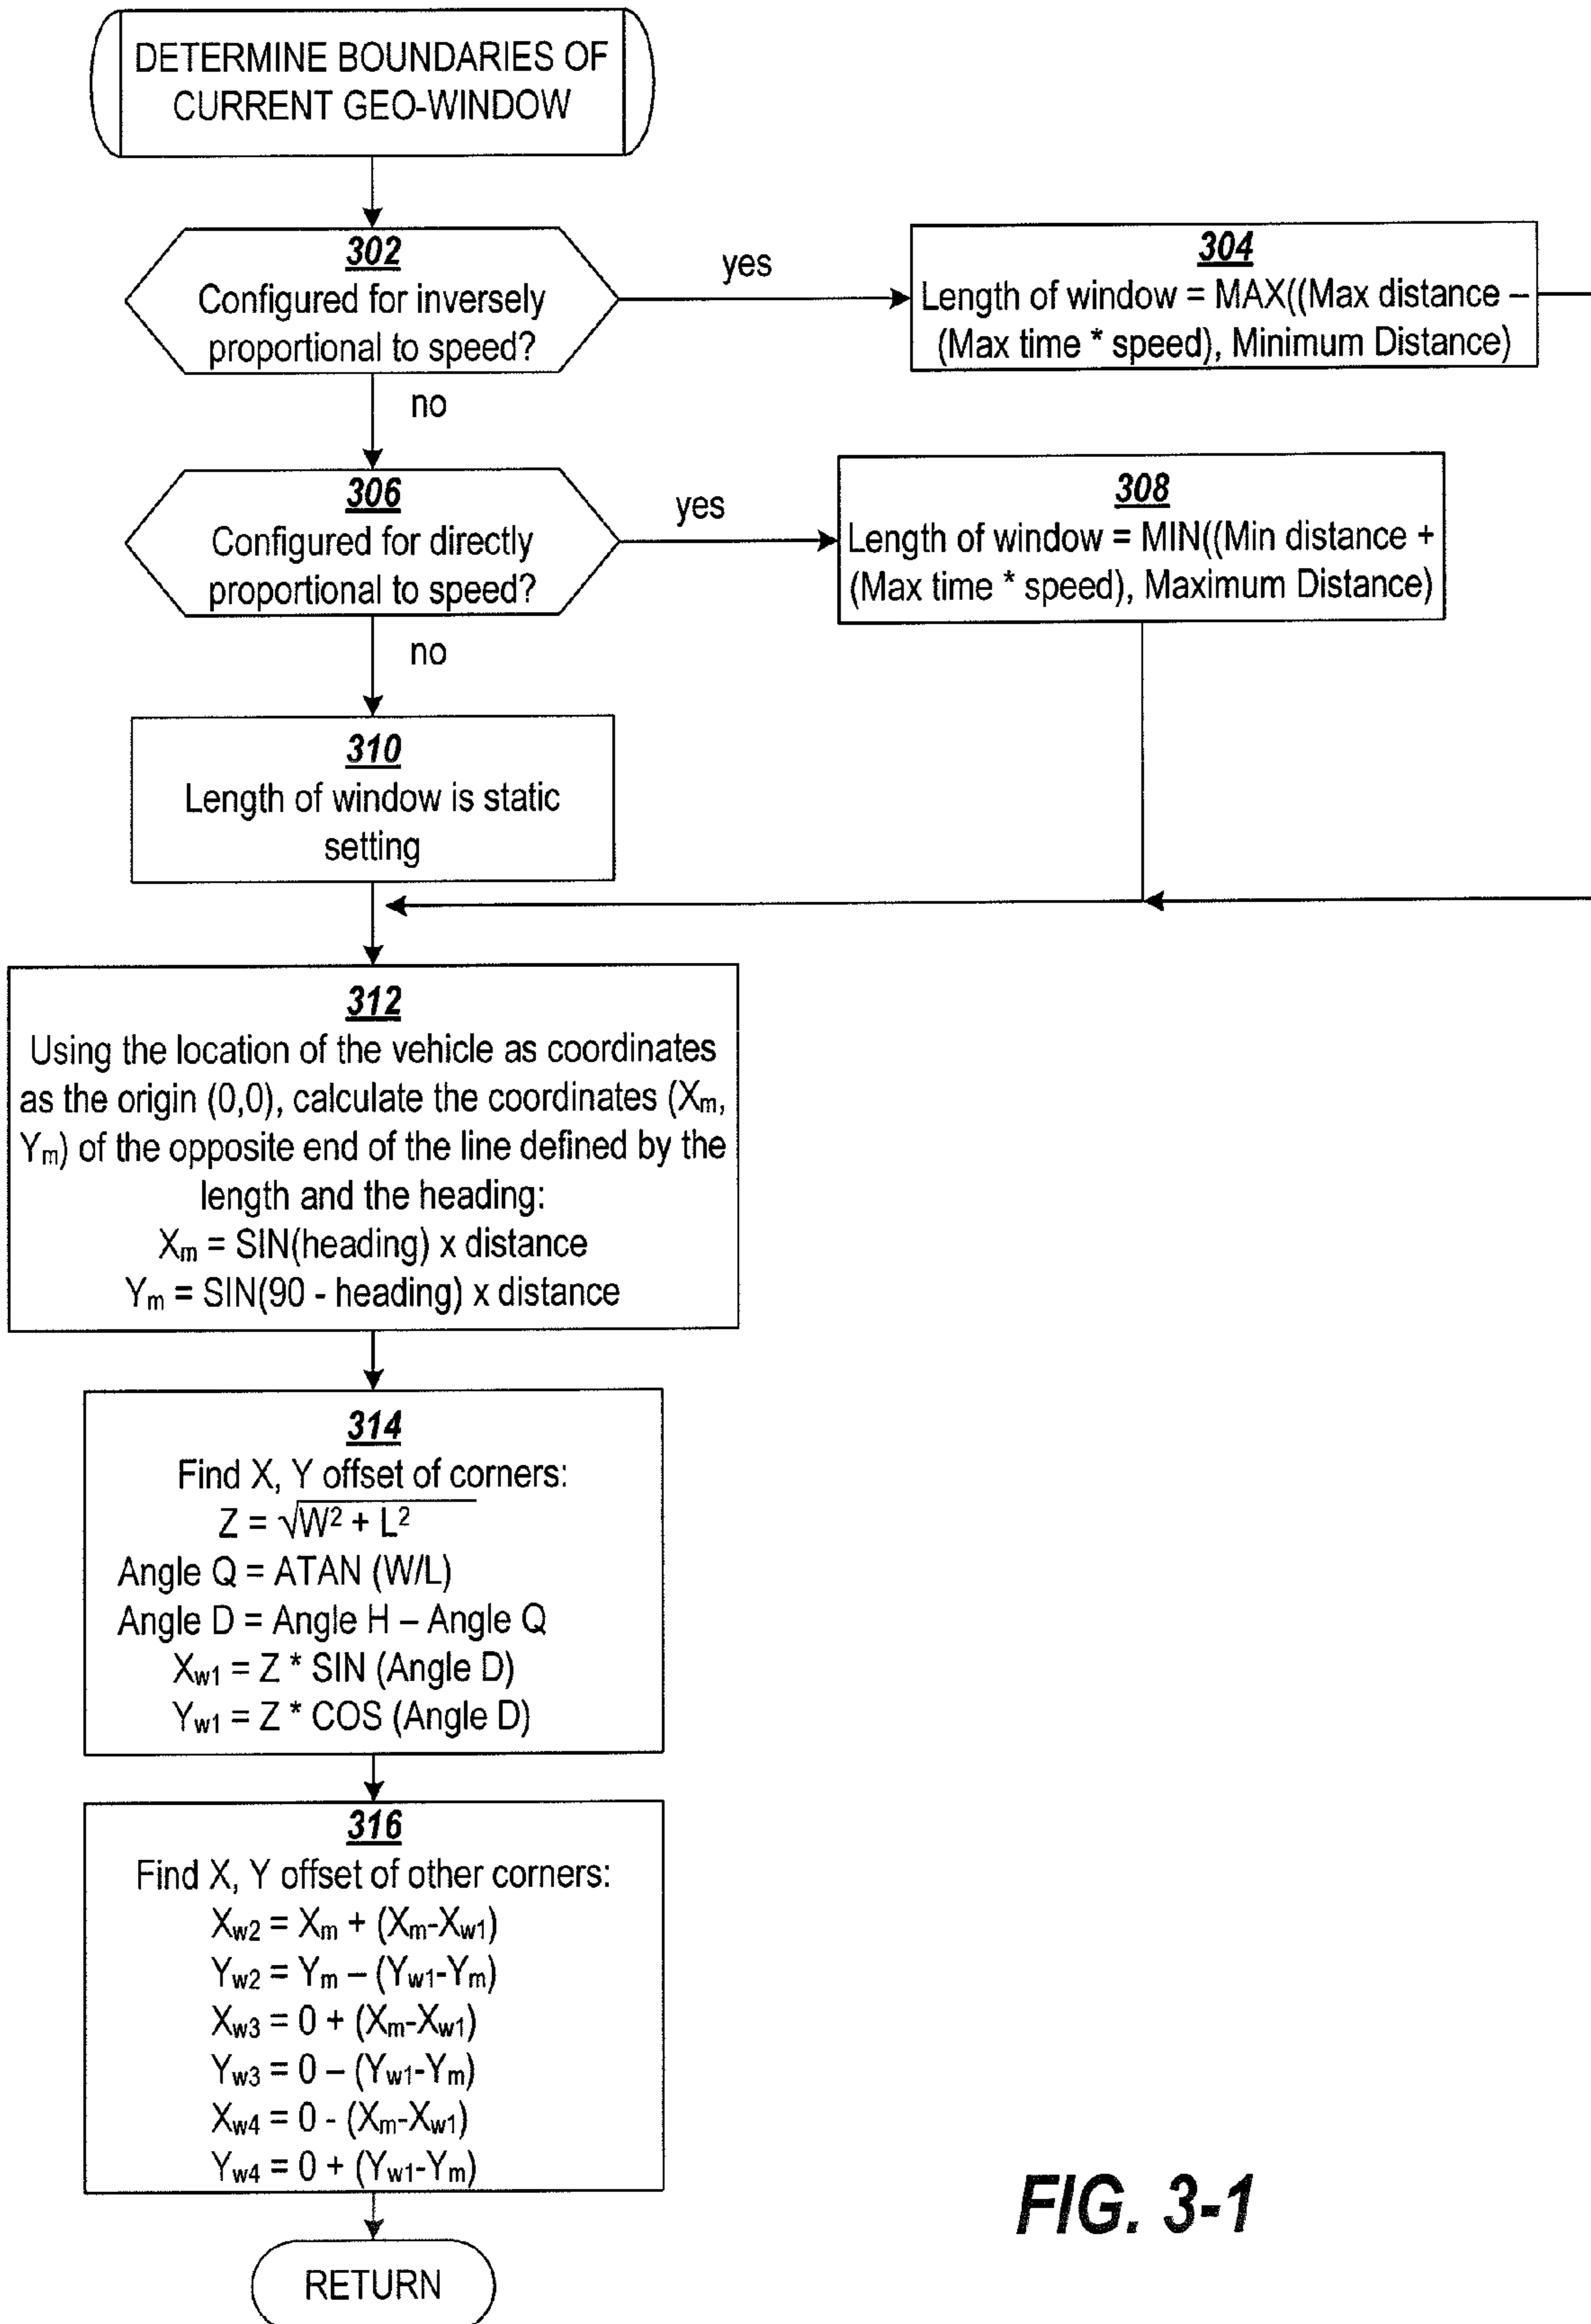 DETERMINE BOUNDARIES OF
CURRENT GEO-WINDOW
302
Configured for inversely
proportional to speed?
yes
304
Length of window = MAX((Max distance –
(Max time * speed), Minimum Distance)
no
306
Configured for directly
proportional to speed?
yes
308
Length of window = MIN((Min distance +
(Max time * speed), Maximum Distance)
no
310
Length of window is static
setting
312
Using the location of the vehicle as coordinates
as the origin (0,0), calculate the coordinates (Xm,
Ym) of the opposite end of the line defined by the
length and the heading:
Xm = SIN(heading) x distance
Ym = SIN(90 - heading) x distance
314
Find X, Y offset of corners:
Z = √W² + L²
Angle Q = ATAN (W/L)
Angle D = Angle H – Angle Q
Xw1 = Z * SIN (Angle D)
Yw1 = Z * COS (Angle D)
316
Find X, Y offset of other corners:
Xw2 = Xm + (Xm-Xw1)
Yw2 = Ym – (Yw1-Ym)
Xw3 = 0 + (Xm-Xw1)
Yw3 = 0 – (Yw1-Ym)
Xw4 = 0 - (Xm-Xw1)
Yw4 = 0 + (Yw1-Ym)
RETURN
FIG. 3-1